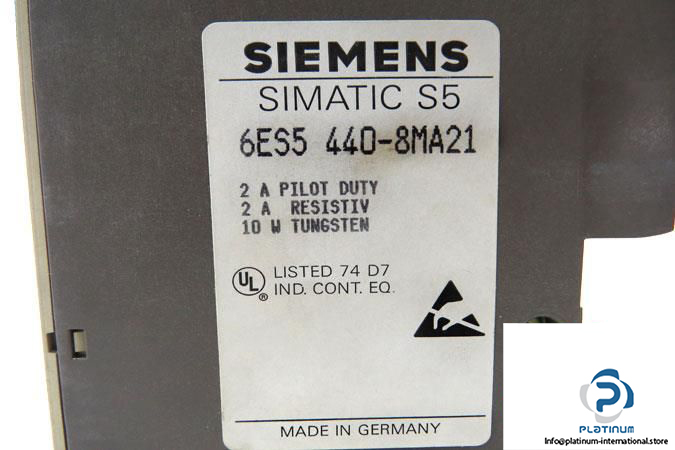 SIEMENS
SIMATIC S5
6ES5 440-8MA21
2 A PILOT DUTY
2 A RESISTIV
10 W TUNGSTEN
UL
®
LISTED 74 D7
IND. CONT. EQ.
MADE IN GERMANY
PLATINUM
info@platinum-international.store